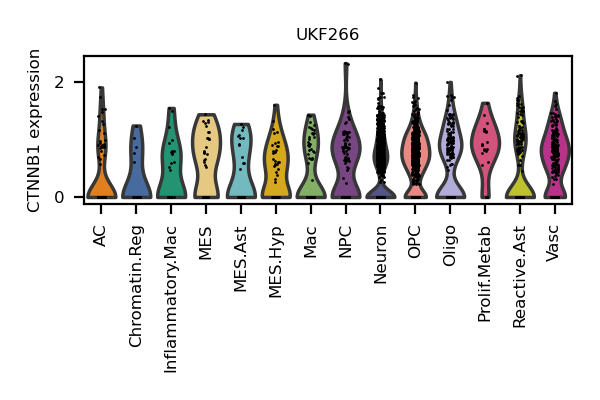 UKF266
CTNNB1 expression
2
0
AC
Chromatin.Reg
Inflammatory.Mac
MES
MES.Ast
MES.Hyp
Mac
NPC
Neuron
OPC
Oligo
Prolif.Metab
Reactive.Ast
Vasc